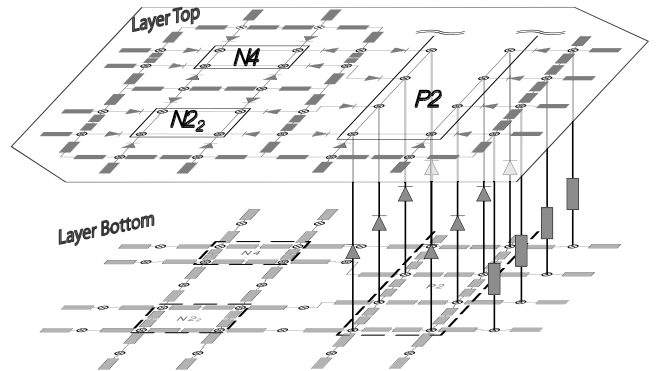 Layer Top
N4
P2
N2₂
Layer Bottom
N4
P2
N2₂